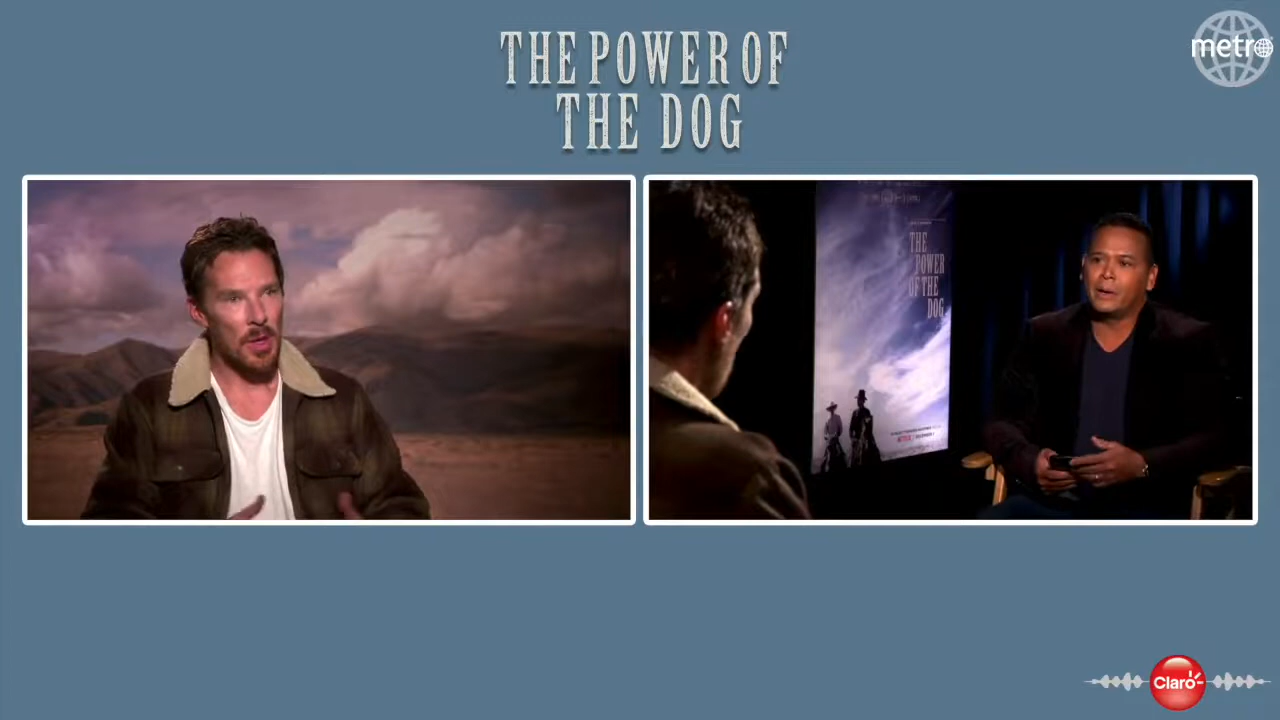 THE POWER OF
THE DOG
metro
THE
POWER
OF THE
DOG
NETFLIX
Claro